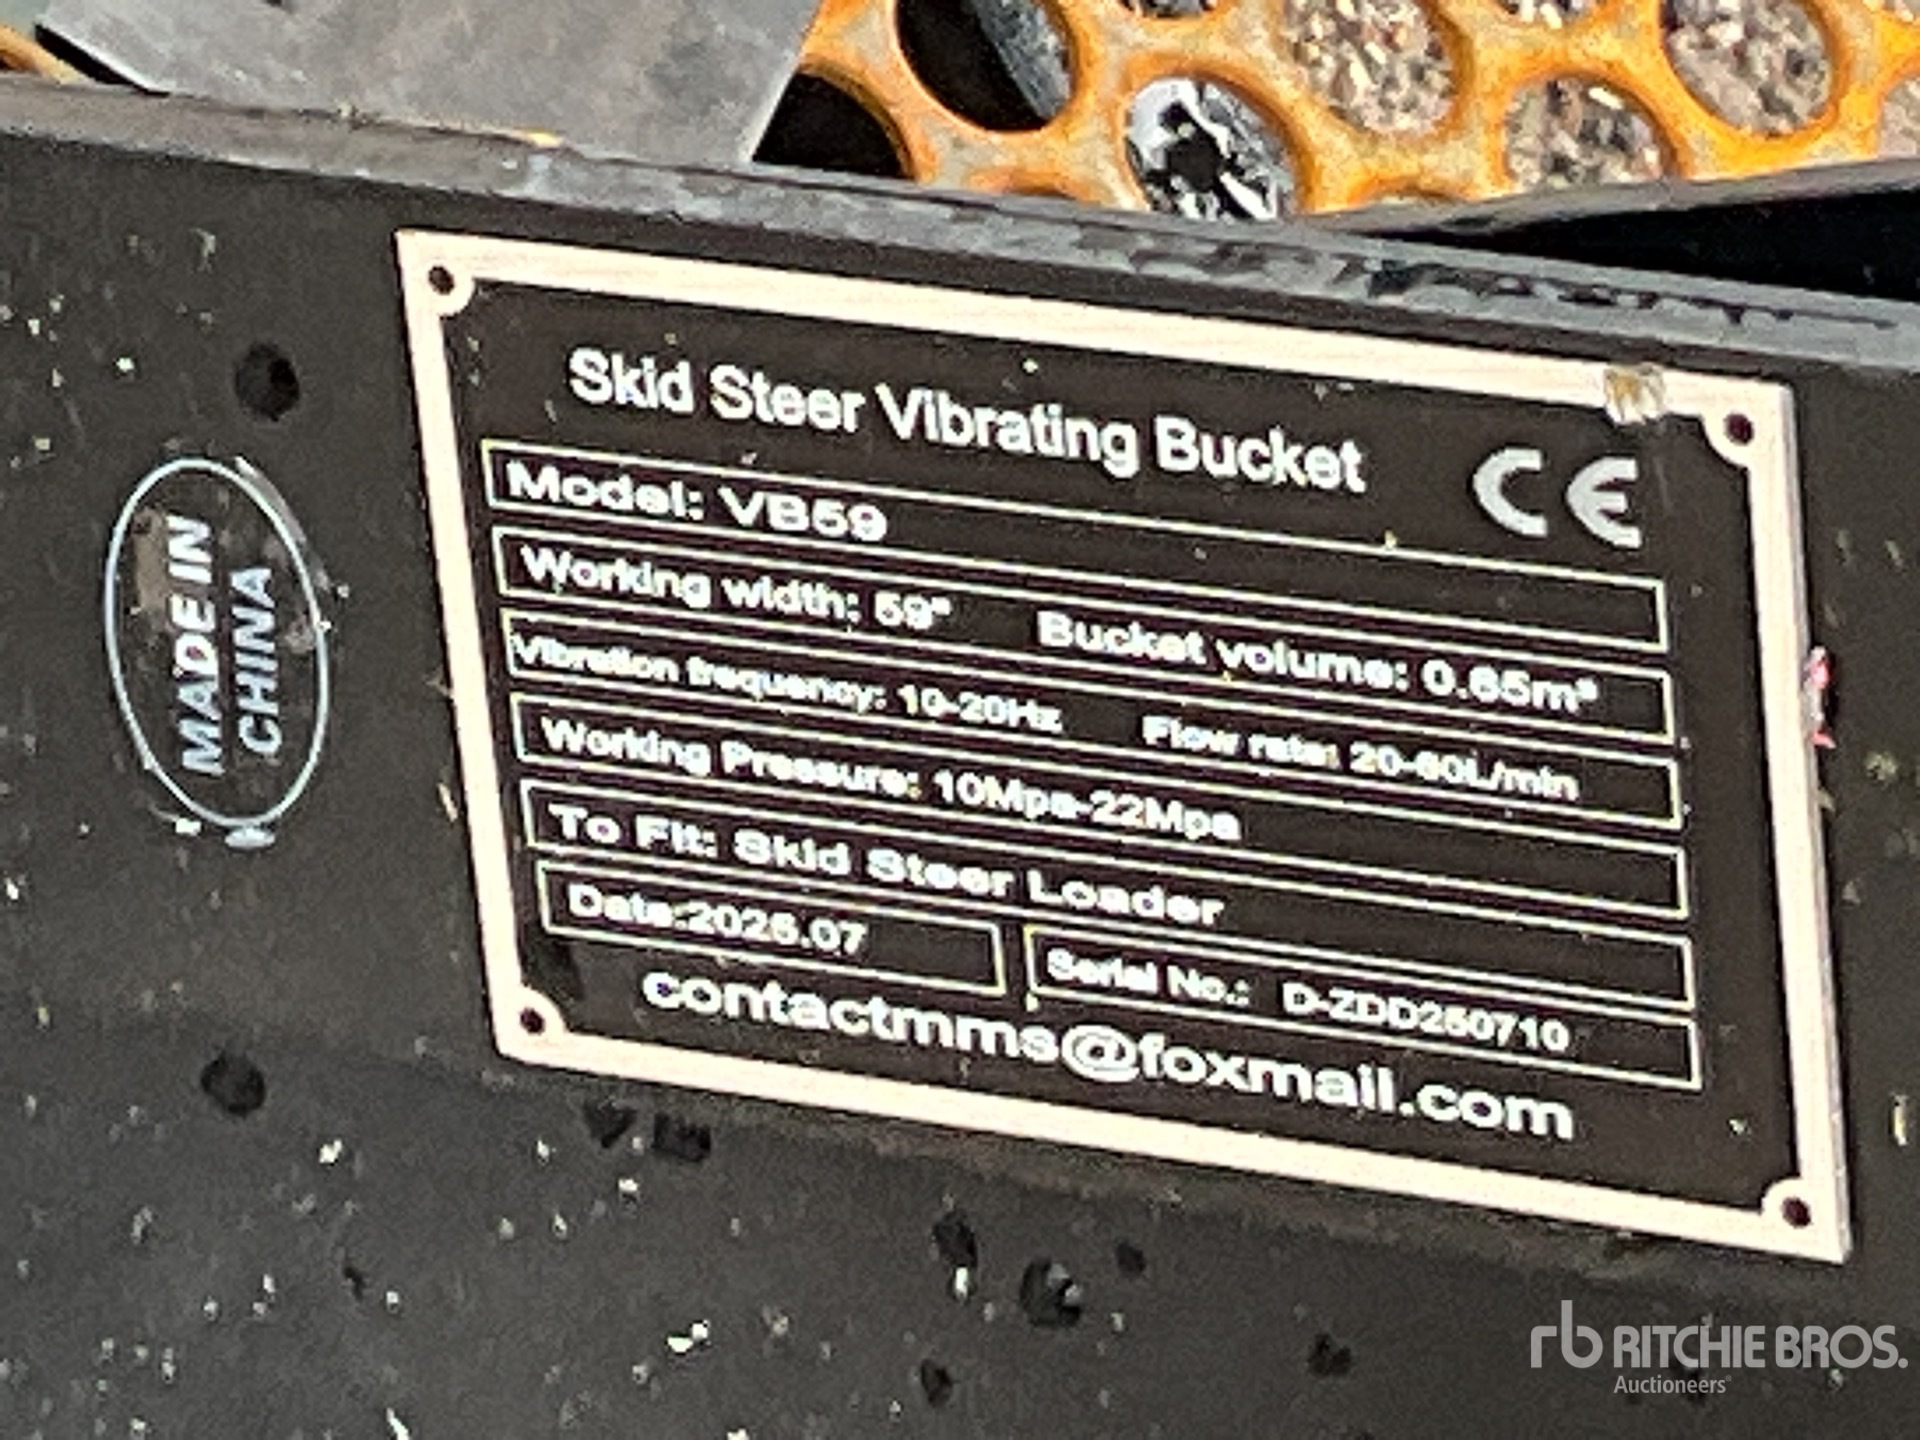 Skid Steer Vibrating Bucket
CE
Model: VB59
Working width: 59" Bucket volume: 0.65m³
Vibration frequency: 10-20Hz Flow rate: 20-60L/min
Working Pressure: 10Mpa-22Mpa
To Fit: Skid Steer Loader
Date:2025.07 Serial No.: D-ZDD250710
contactmms@foxmail.com
MADE IN
CHINA
rb RITCHIE BROS.
Auctioneers